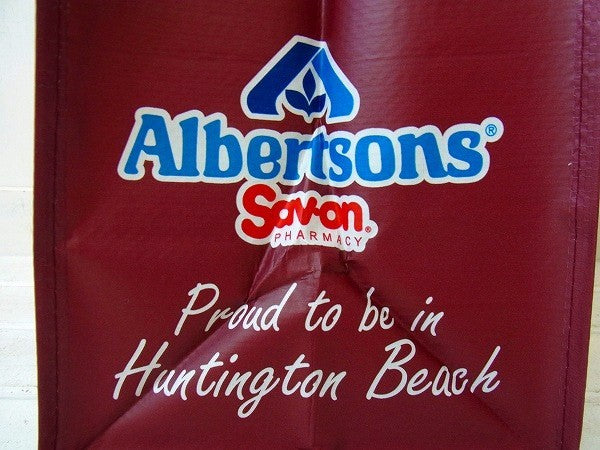 Albertsons®
Sav-on®
PHARMACY
Proud to be in
Huntington Beach